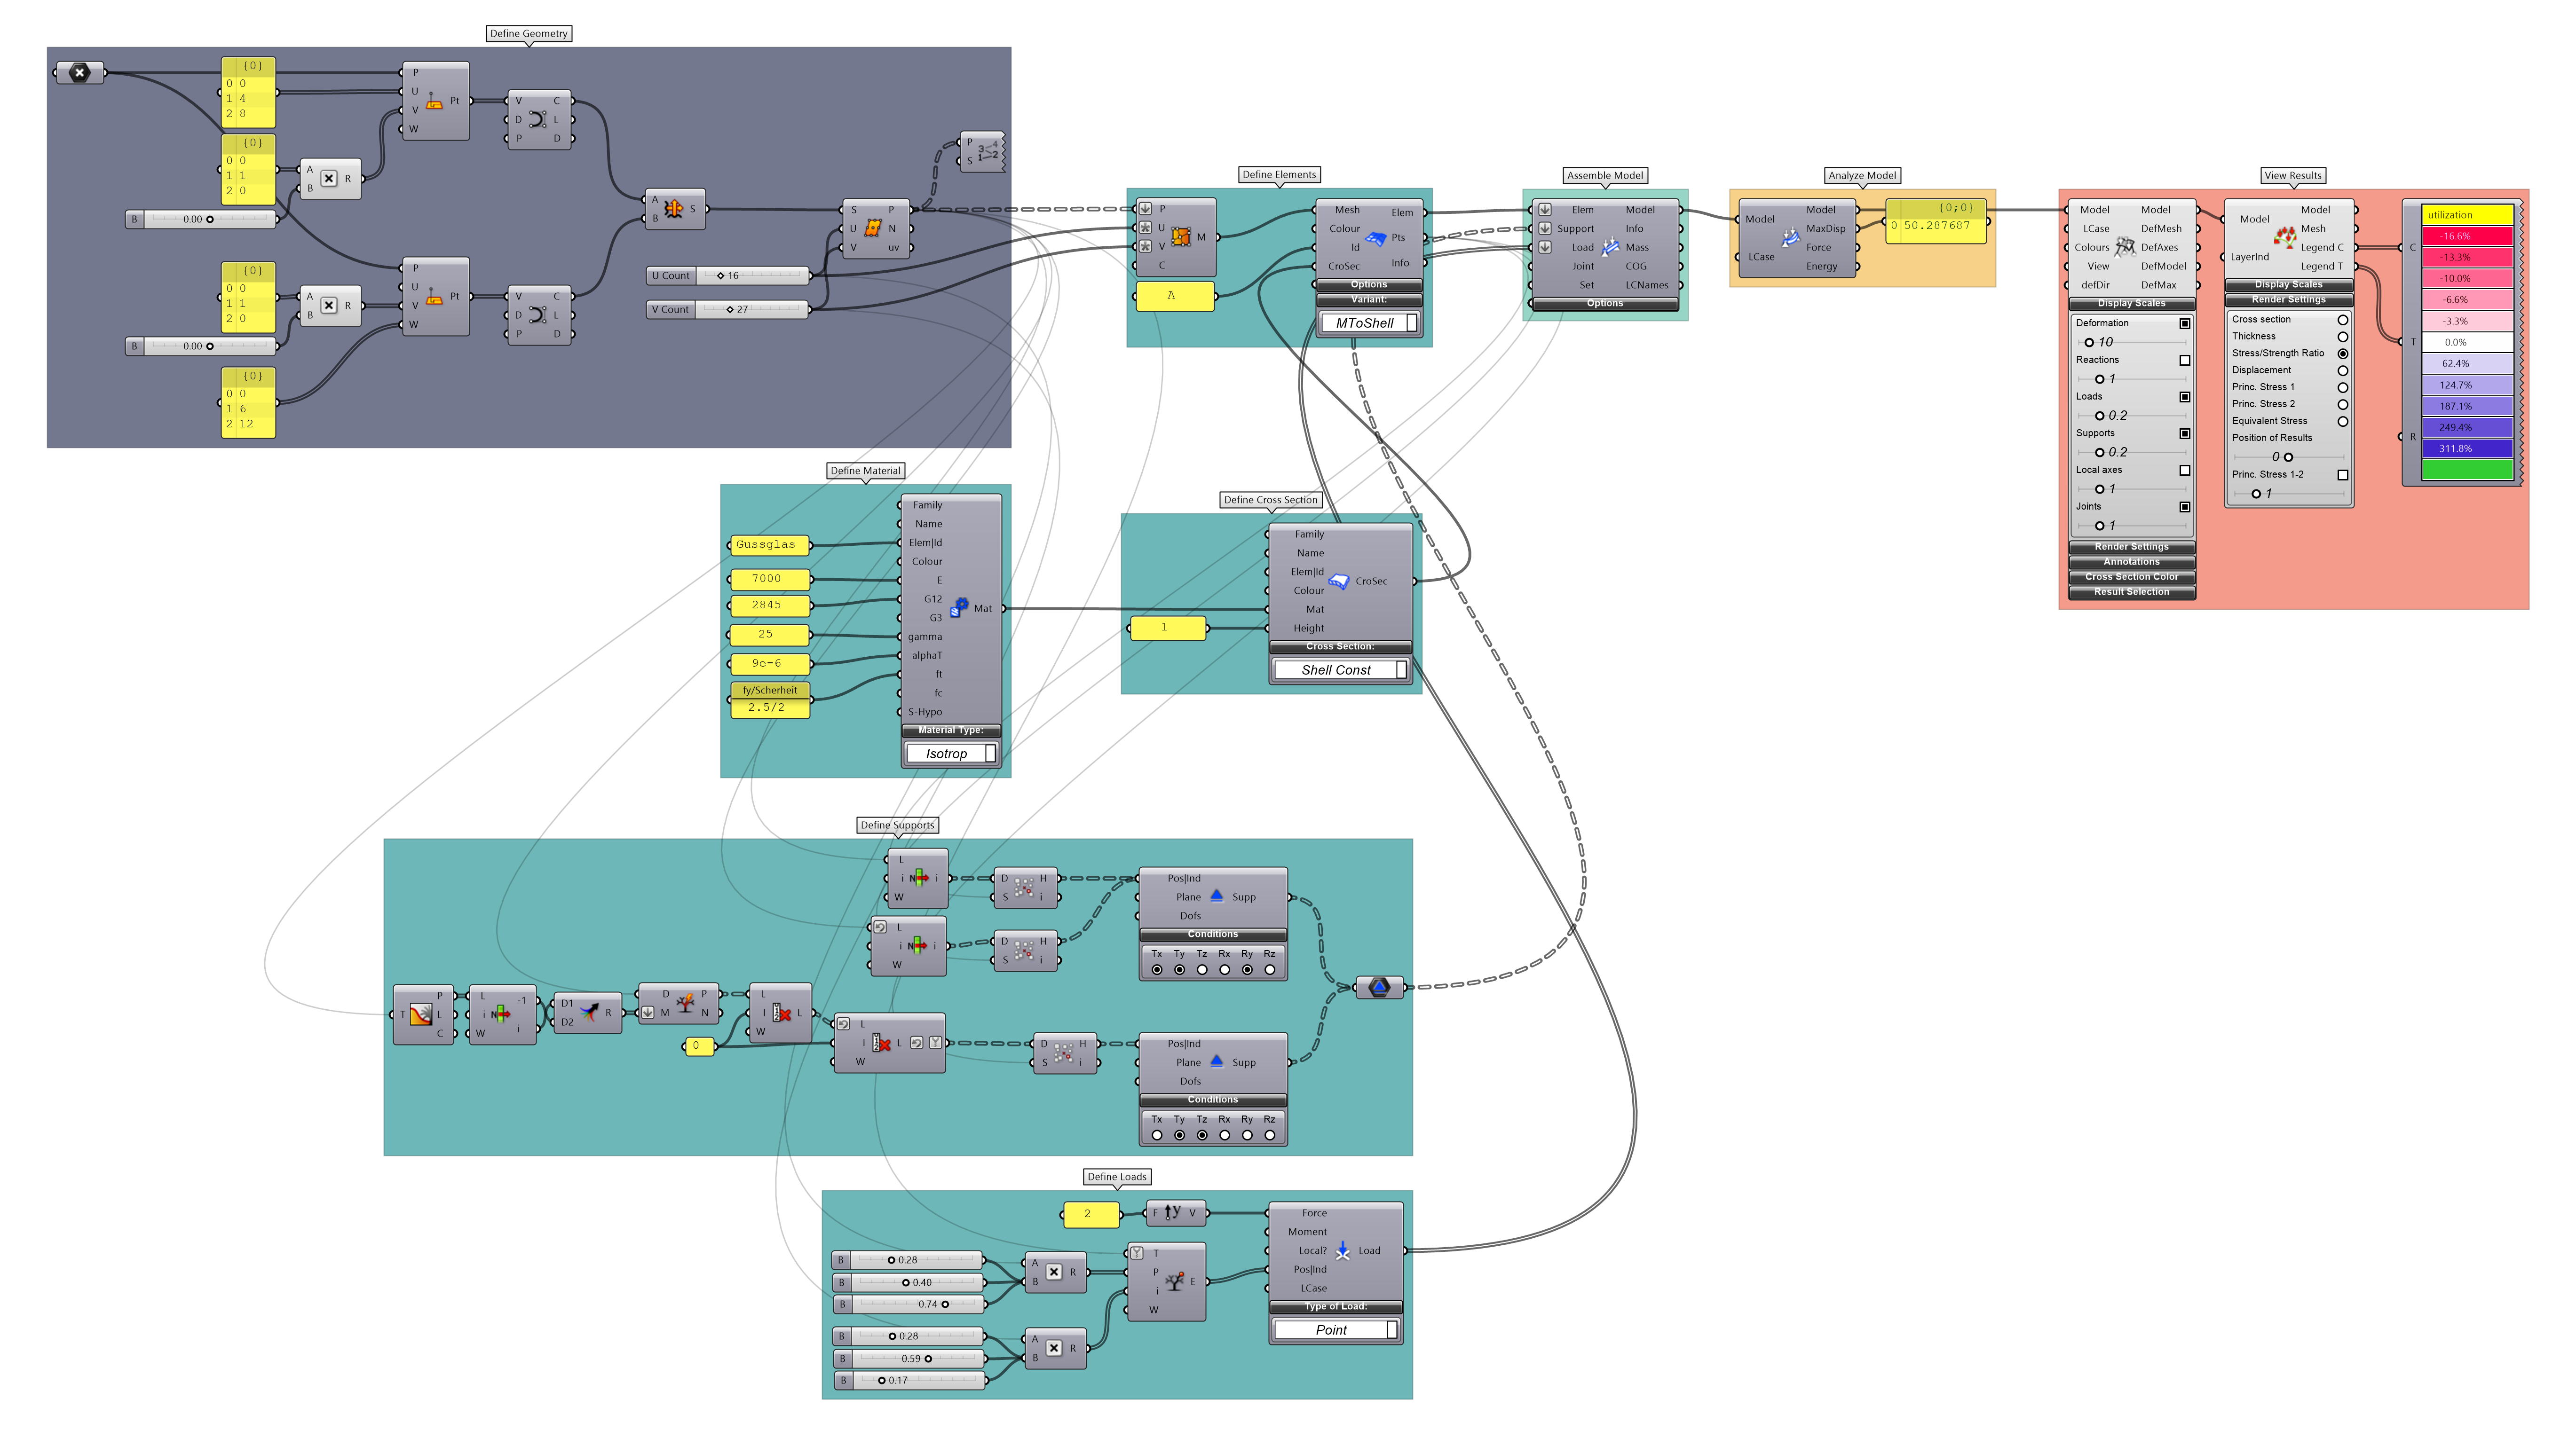 Define Geometry
{0}
0 0
1 4
2 8
P
U
V
W
Pt
V
D
P
C
L
D
{0}
0 0
1 1
2 0
A
B
R
B 0.00
{0}
0 0
1 1
2 0
A
B
R
B 0.00
{0}
0 0
1 6
2 12
P
U
V
W
Pt
V
D
P
C
L
D
A
B
S
U Count 16
V Count 27
S
U
V
P
N
uv
P
S
3 4
1 2
Define Elements
P
U
V
C
M
A
Mesh
Colour
Id
CroSec
Elem
Pts
Info
Options
Variant:
MToShell
Assemble Model
Elem
Support
Load
Joint
Set
Model
Info
Mass
COG
LCNames
Options
Analyze Model
Model
LCase
Model
MaxDisp
Force
Energy
{0;0}
0 50.287687
View Results
Model
LCase
Colours
View
defDir
Model
DefMesh
DefAxes
DefModel
DefMax
Display Scales
Deformation
10
Reactions
1
Loads
0.2
Supports
0.2
Local axes
1
Joints
1
Render Settings
Annotations
Cross Section Color
Result Selection
Model
LayerInd
Model
Mesh
Legend C
Legend T
Display Scales
Render Settings
Cross section
Thickness
Stress/Strength Ratio
Displacement
Princ. Stress 1
Princ. Stress 2
Equivalent Stress
Position of Results
0
Princ. Stress 1-2
1
C
T
R
utilization
-16.6%
-13.3%
-10.0%
-6.6%
-3.3%
0.0%
62.4%
124.7%
187.1%
249.4%
311.8%
Define Material
Gussglas
7000
2845
25
9e-6
fy/Scherheit
2.5/2
Family
Name
Elem|Id
Colour
E
G12
G3
gamma
alphaT
ft
fc
S-Hypo
Mat
Material Type:
Isotrop
Define Cross Section
1
Family
Name
Elem|Id
Colour
Mat
Height
CroSec
Cross Section:
Shell Const
Define Supports
L
i
W
N
i
D
S
H
i
L
i
W
N
i
D
S
H
i
Pos|Ind
Plane
Dofs
Supp
Conditions
Tx Ty Tz Rx Ry Rz
T
P
L
C
L
i
W
N
-1
i
D1
D2
R
D
M
P
N
0
L
I
W
L
L
I
W
L
D
S
H
i
Pos|Ind
Plane
Dofs
Supp
Conditions
Tx Ty Tz Rx Ry Rz
Define Loads
2
F y V
B 0.28
B 0.40
B 0.74
A
B
R
B 0.28
B 0.59
B 0.17
A
B
R
T
P
i
W
E
Force
Moment
Local?
Pos|Ind
LCase
Load
Type of Load:
Point